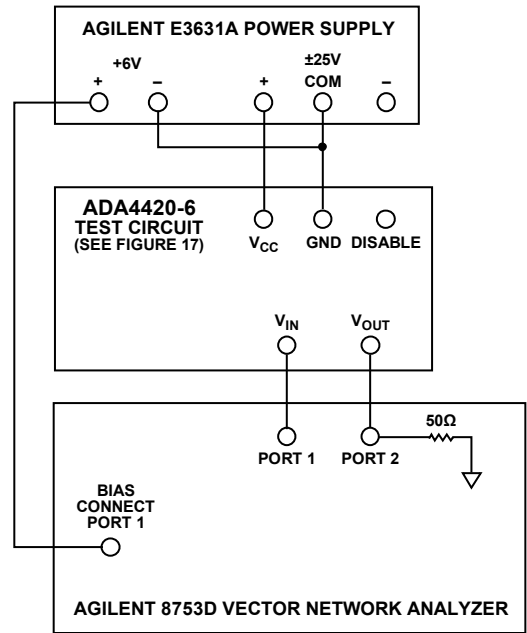 AGILENT E3631A POWER SUPPLY
+6V
±25V
+
–
+
COM
–
ADA4420-6
TEST CIRCUIT
(SEE FIGURE 17)
VCC
GND
DISABLE
VIN
VOUT
50Ω
PORT 1
PORT 2
BIAS
CONNECT
PORT 1
AGILENT 8753D VECTOR NETWORK ANALYZER